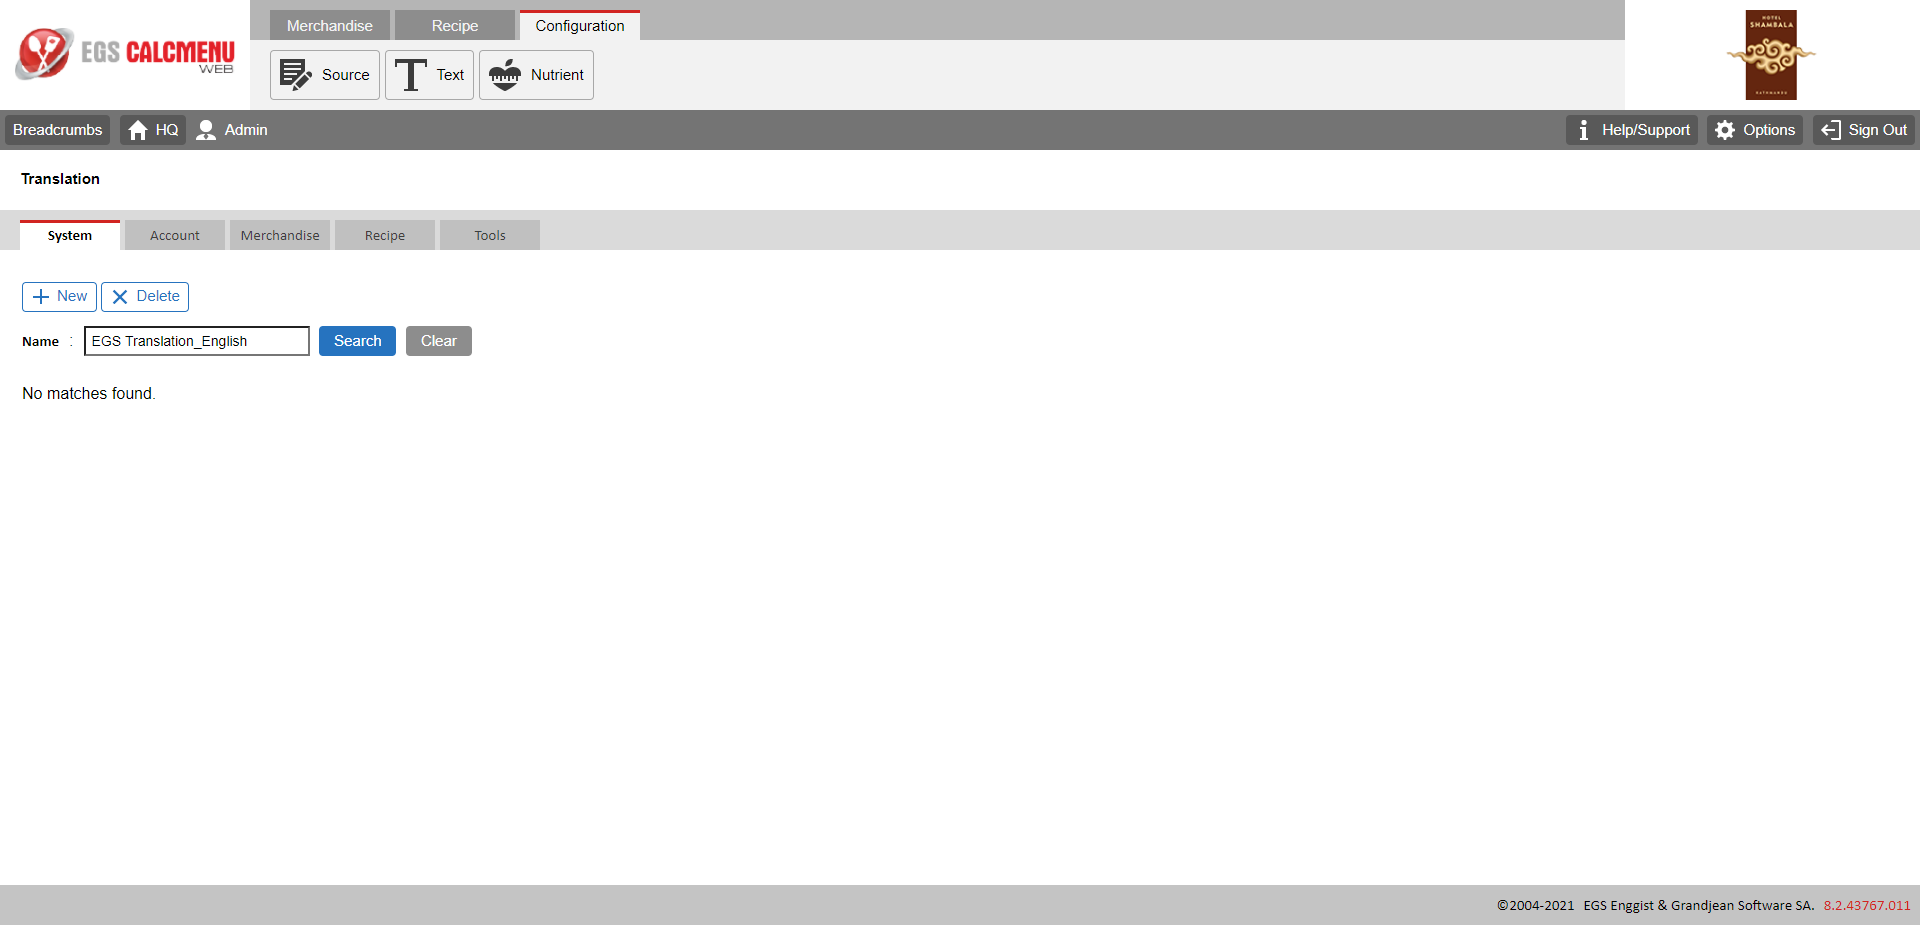 EGS CALCMENU
WEB
Merchandise Recipe Configuration
Source Text Nutrient
HOTEL
SHAMBALA
KATHMANDU
Breadcrumbs HQ Admin Help/Support Options Sign Out
Translation
System Account Merchandise Recipe Tools
New Delete
Name : EGS Translation_English Search Clear
No matches found.
©2004-2021 EGS Enggist & Grandjean Software SA. 8.2.43767.011